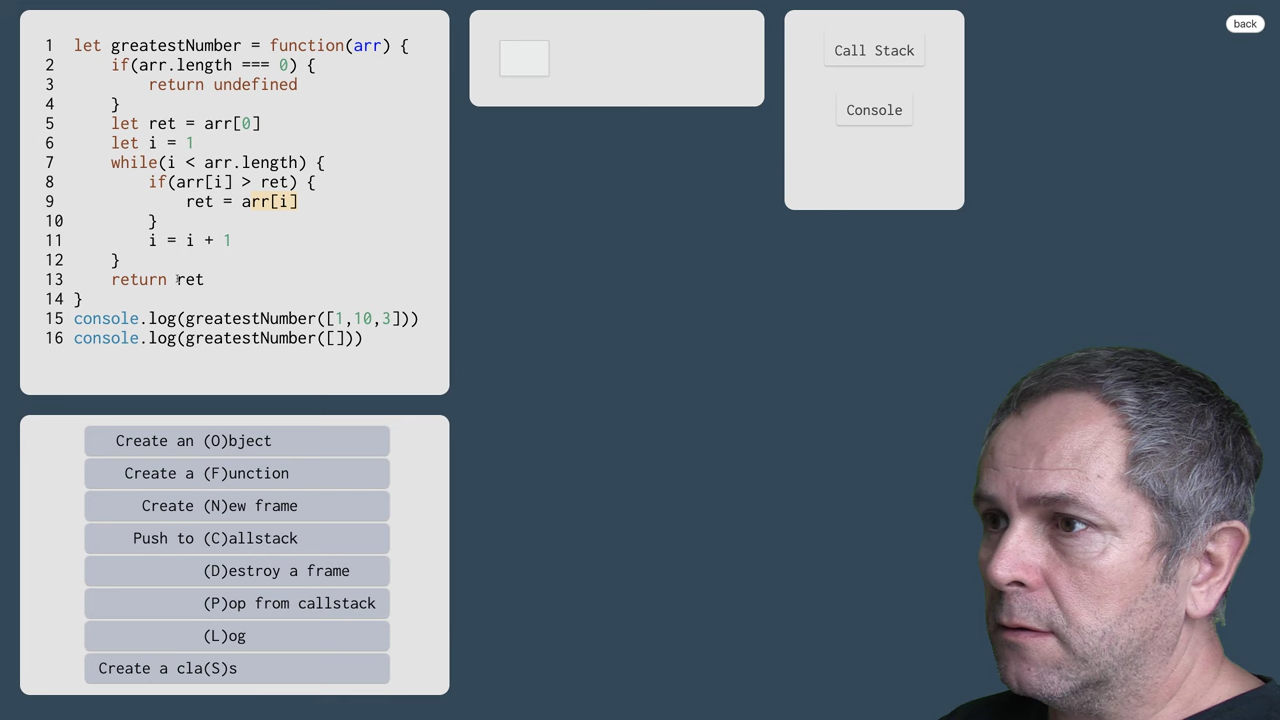 1 let greatestNumber = function(arr) {
2 if(arr.length === 0) {
3 return undefined
4 }
5 let ret = arr[0]
6 let i = 1
7 while(i < arr.length) {
8 if(arr[i] > ret) {
9 ret = arr[i]
10 }
11 i = i + 1
12 }
13 return ret
14 }
15 console.log(greatestNumber([1,10,3]))
16 console.log(greatestNumber([]))
Create an (O)bject
Create a (F)unction
Create (N)ew frame
Push to (C)allstack
(D)estroy a frame
(P)op from callstack
(L)og
Create a cla(S)s
Call Stack
Console
back